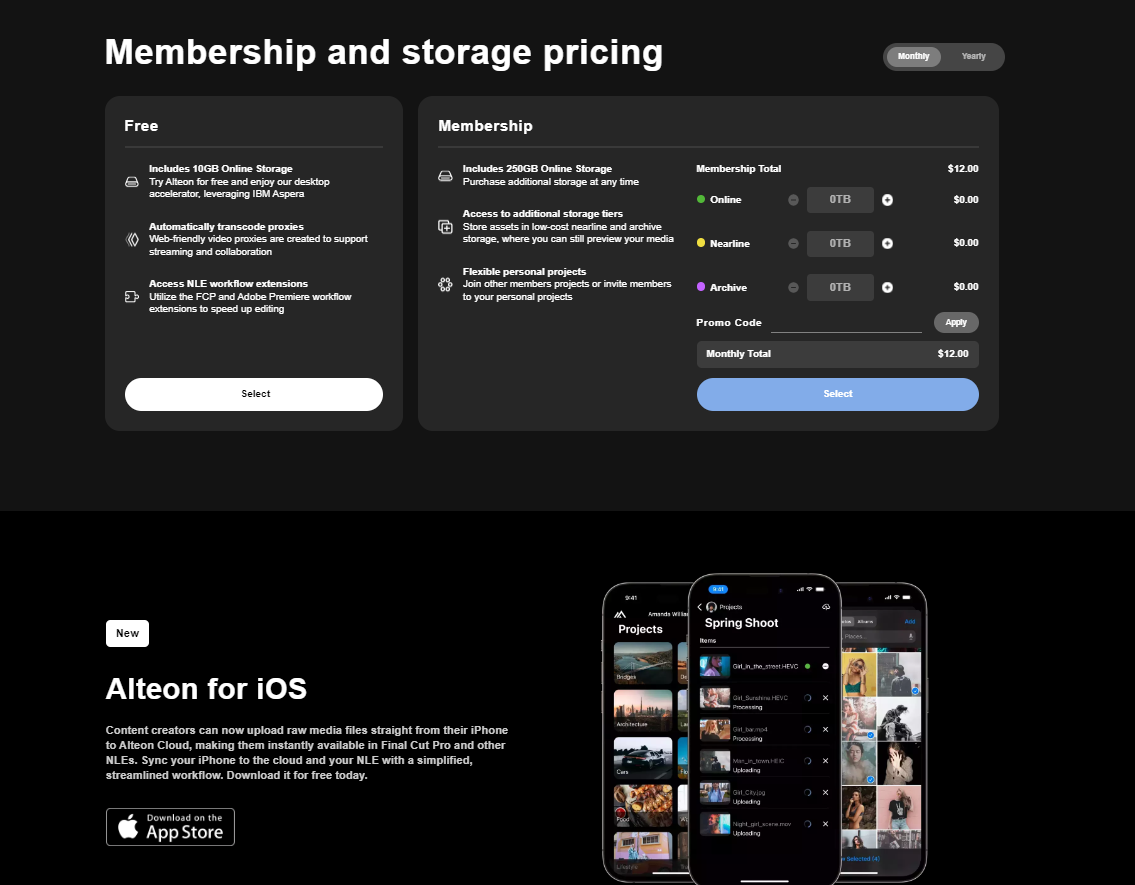 Membership and storage pricing
Monthly
Yearly
Free
Includes 10GB Online Storage
Try Alteon for free and enjoy our desktop
accelerator, leveraging IBM Aspera
Automatically transcode proxies
Web-friendly video proxies are created to support
streaming and collaboration
Access NLE workflow extensions
Utilize the FCP and Adobe Premiere workflow
extensions to speed up editing
Select
Membership
Includes 250GB Online Storage
Purchase additional storage at any time
Access to additional storage tiers
Store assets in low-cost nearline and archive
storage, where you can still preview your media
Flexible personal projects
Join other members projects or invite members
to your personal projects
Membership Total $12.00
Online 0TB $0.00
Nearline 0TB $0.00
Archive 0TB $0.00
Promo Code Apply
Monthly Total $12.00
Select
New
Alteon for iOS
Content creators can now upload raw media files straight from their iPhone
to Alteon Cloud, making them instantly available in Final Cut Pro and other
NLEs. Sync your iPhone to the cloud and your NLE with a simplified,
streamlined workflow. Download it for free today.
Download on the
App Store
9:41
Amanda
Projects
Bridges
Architecture
Cars
Food
Lifestyle
9:41
Projects
Spring Shoot
Items
Girl_in_the_street.HEVC
Girl_Sunshine.HEVC
Processing
Girl_bar.mp4
Processing
Man_in_town.HEIC
Uploading
Girl_City.jpg
Uploading
Night_girl_scene.mov
Uploading
Albums
Add
Places...
Selected (4)